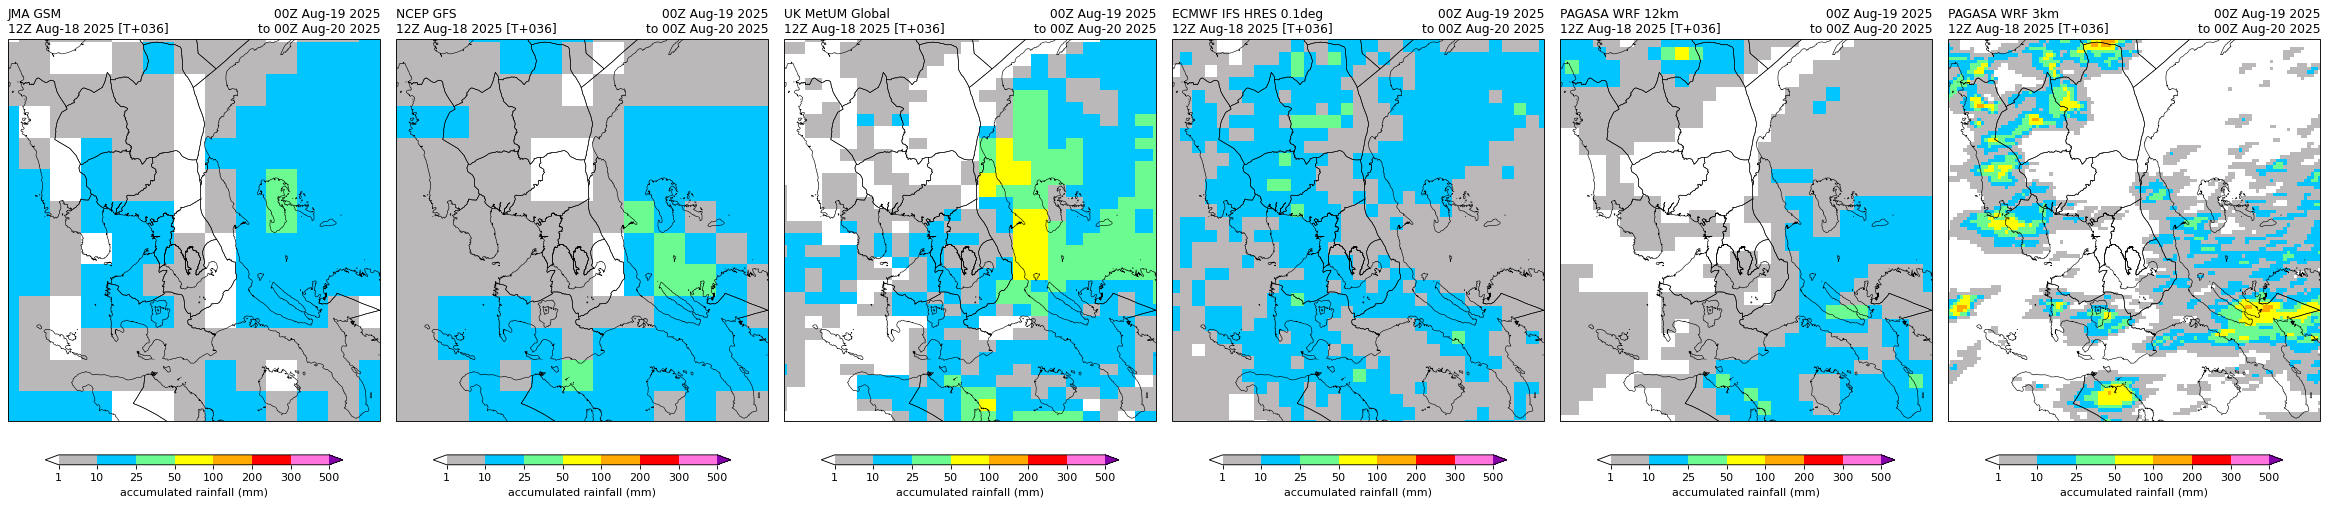 JMA GSM 00Z Aug-19 2025
12Z Aug-18 2025 [T+036] to 00Z Aug-20 2025
1 10 25 50 100 200 300 500
accumulated rainfall (mm)
NCEP GFS 00Z Aug-19 2025
12Z Aug-18 2025 [T+036] to 00Z Aug-20 2025
1 10 25 50 100 200 300 500
accumulated rainfall (mm)
UK MetUM Global 00Z Aug-19 2025
12Z Aug-18 2025 [T+036] to 00Z Aug-20 2025
1 10 25 50 100 200 300 500
accumulated rainfall (mm)
ECMWF IFS HRES 0.1deg 00Z Aug-19 2025
12Z Aug-18 2025 [T+036] to 00Z Aug-20 2025
1 10 25 50 100 200 300 500
accumulated rainfall (mm)
PAGASA WRF 12km 00Z Aug-19 2025
12Z Aug-18 2025 [T+036] to 00Z Aug-20 2025
1 10 25 50 100 200 300 500
accumulated rainfall (mm)
PAGASA WRF 3km 00Z Aug-19 2025
12Z Aug-18 2025 [T+036] to 00Z Aug-20 2025
1 10 25 50 100 200 300 500
accumulated rainfall (mm)